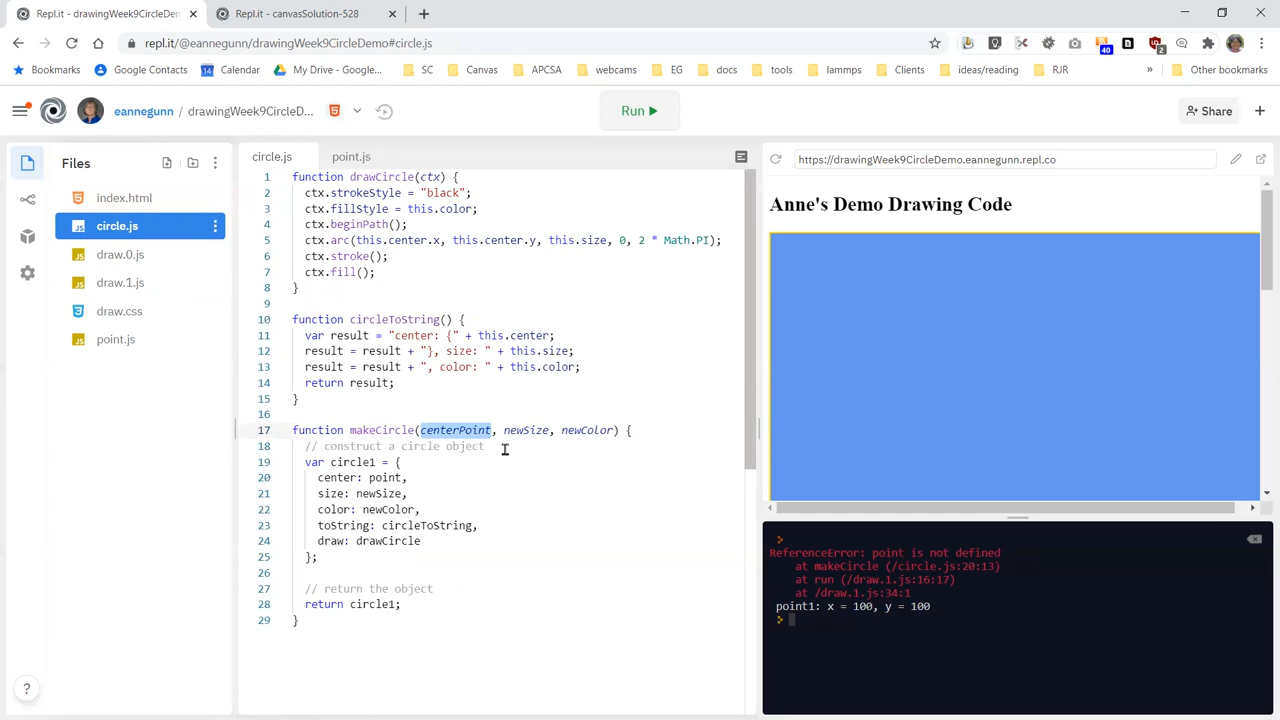 Repl.it - drawingWeek9CircleDem
Repl.it - canvasSolution-528
repl.it/@eannegunn/drawingWeek9CircleDemo#circle.js
40
2
Bookmarks
Google Contacts
Calendar
My Drive - Google...
SC
Canvas
APCSA
webcams
EG
docs
tools
lammps
Clients
ideas/reading
RJR
»
Other bookmarks
eannegunn / drawingWeek9CircleD...
Run
Share
Files
circle.js
point.js
https://drawingWeek9CircleDemo.eannegunn.repl.co
index.html
circle.js
draw.0.js
draw.1.js
draw.css
point.js
1 function drawCircle(ctx) {
2 ctx.strokeStyle = "black";
3 ctx.fillStyle = this.color;
4 ctx.beginPath();
5 ctx.arc(this.center.x, this.center.y, this.size, 0, 2 * Math.PI);
6 ctx.stroke();
7 ctx.fill();
8 }
9
10 function circleToString() {
11 var result = "center: {" + this.center;
12 result = result + "}, size: " + this.size;
13 result = result + ", color: " + this.color;
14 return result;
15 }
16
17 function makeCircle(centerPoint, newSize, newColor) {
18 // construct a circle object
19 var circle1 = {
20 center: point,
21 size: newSize,
22 color: newColor,
23 toString: circleToString,
24 draw: drawCircle
25 };
26
27 // return the object
28 return circle1;
29 }
Anne's Demo Drawing Code
ReferenceError: point is not defined
at makeCircle (/circle.js:20:13)
at run (/draw.1.js:16:17)
at /draw.1.js:34:1
point1: x = 100, y = 100
?